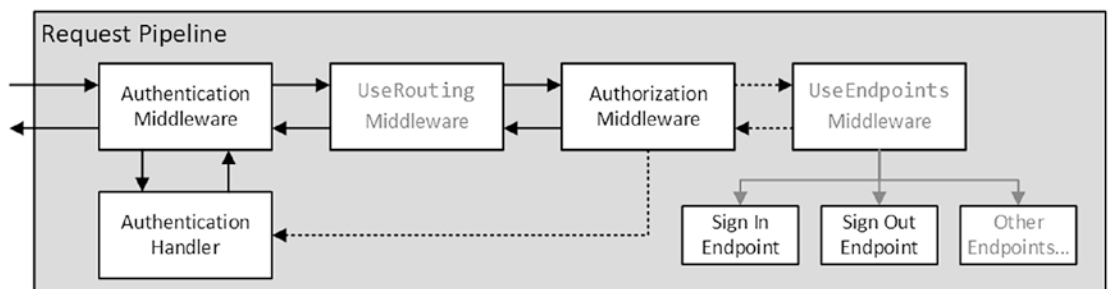 Request Pipeline
Authentication
Middleware
UseRouting
Middleware
Authorization
Middleware
UseEndpoints
Middleware
Authentication
Handler
Sign In
Endpoint
Sign Out
Endpoint
Other
Endpoints...